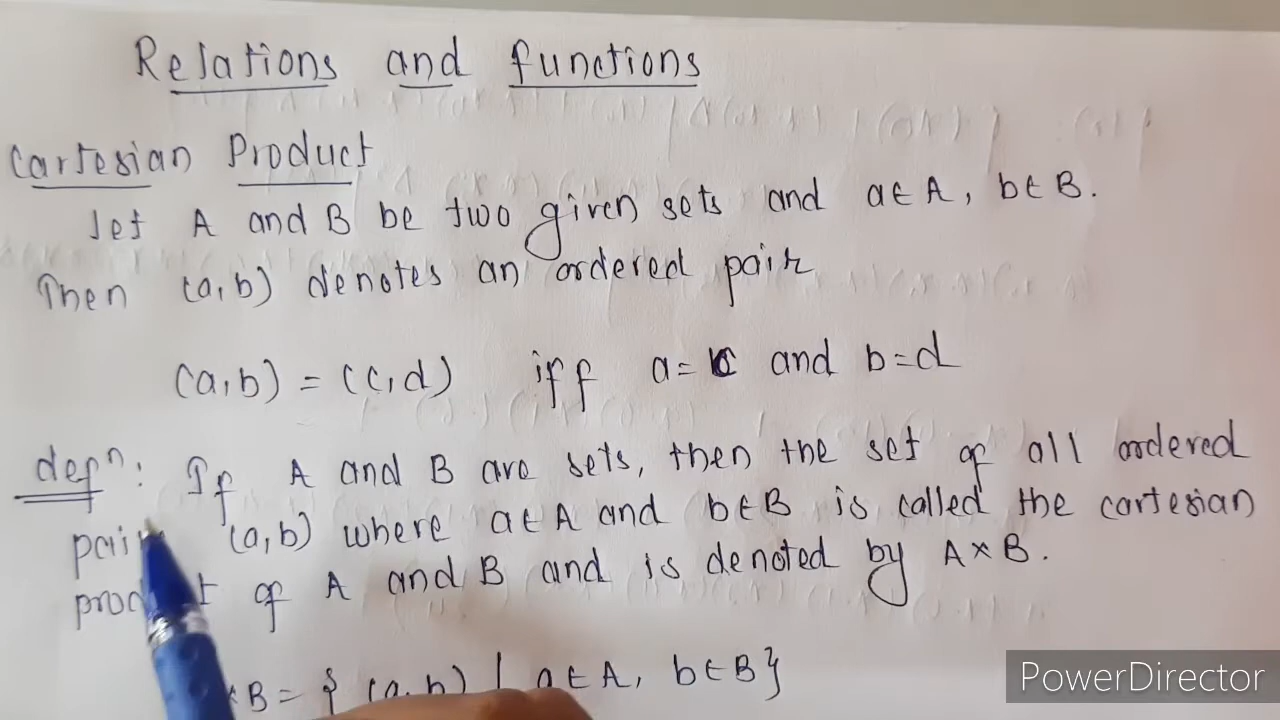 Relations and functions
Cartesian Product
Let A and B be two given sets and a∈A, b∈B.
Then (a,b) denotes an ordered pair
(a,b) = (c,d) iff a=c and b=d
defⁿ: If A and B are sets, then the set of all ordered
(a,b) where a∈A and b∈B is called the cartesian
of A and B and is denoted by A×B.
×B = { (a,b) | a∈A, b∈B}
PowerDirector